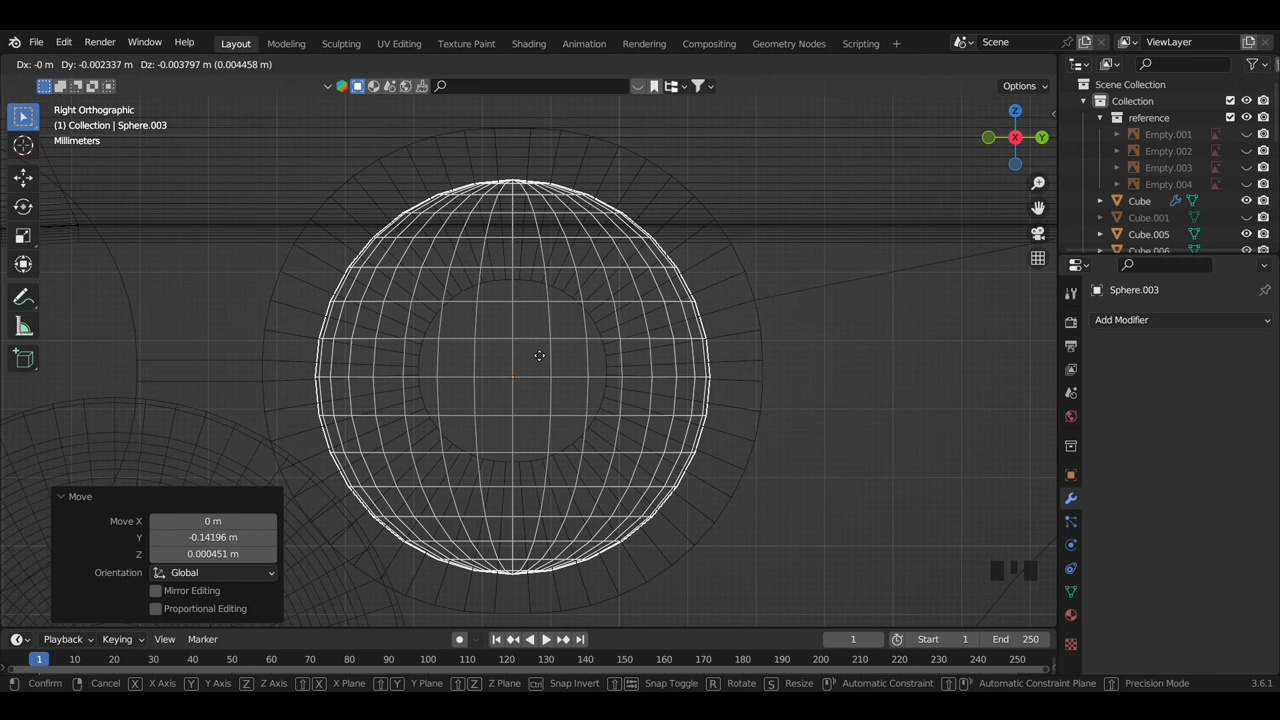 File Edit Render Window Help Layout Modeling Sculpting UV Editing Texture Paint Shading Animation Rendering Compositing Geometry Nodes Scripting + Scene ViewLayer
Dx: -0 m Dy: -0.002337 m Dz: -0.003797 m (0.004458 m)
Options
Right Orthographic
(1) Collection | Sphere.003
Millimeters
Z
Y
X
Scene Collection
Collection
reference
Empty.001
Empty.002
Empty.003
Empty.004
Cube
Cube.001
Cube.005
Cube.006
Sphere.003
Add Modifier
Move
Move X 0 m
Y -0.14196 m
Z 0.000451 m
Orientation Global
Mirror Editing
Proportional Editing
Playback Keying View Marker 1 Start 1 End 250
1 10 20 30 40 50 60 70 80 90 100 110 120 130 140 150 160 170 180 190 200 210 220 230 240 250
Confirm Cancel X X Axis Y Y Axis Z Z Axis X X Plane Y Y Plane Z Z Plane Ctrl Snap Invert Snap Toggle R Rotate S Resize Automatic Constraint Automatic Constraint Plane Precision Mode 3.6.1